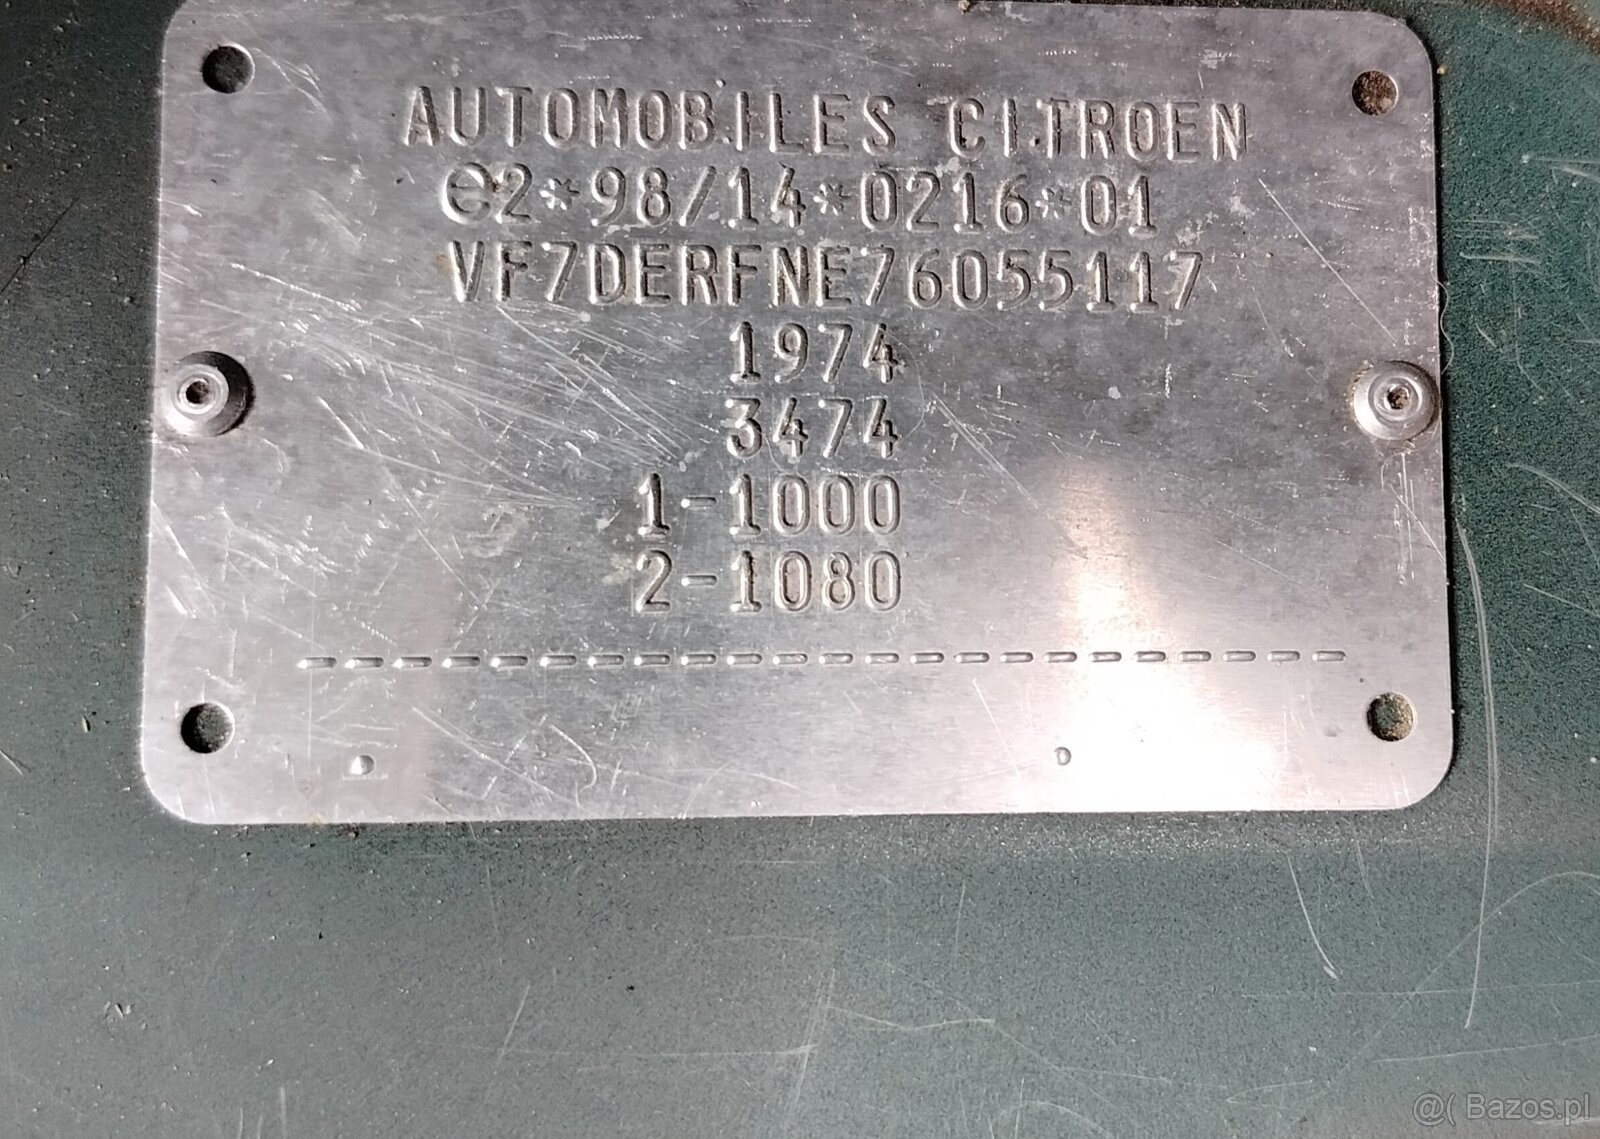 AUTOMOBILES CITROEN
e2*98/14*0216*01
VF7DERFNE76055117
1974
3474
1-1000
2-1080
-----------------------
@( Bazos.pl